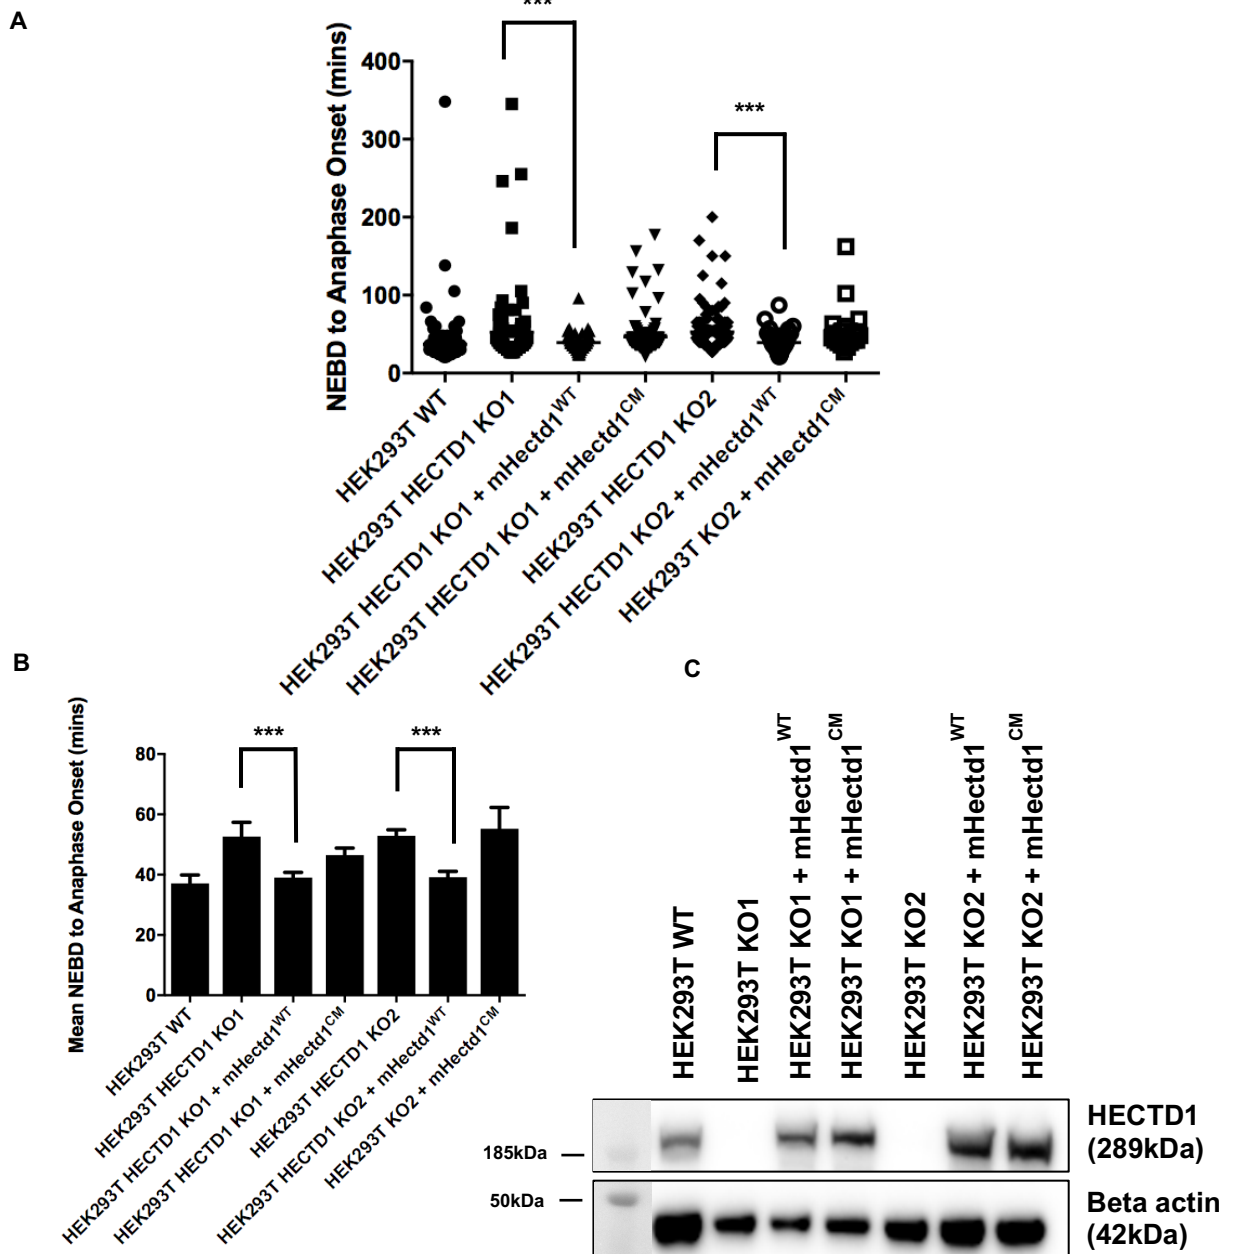 A
***
NEBD to Anaphase Onset (mins)
400
300
200
100
0
***
HEK293T WT
HEK293T HECTD1 KO1
HEK293T HECTD1 KO1 + mHectd1WT
HEK293T HECTD1 KO1 + mHectd1CM
HEK293T HECTD1 KO2
HEK293T HECTD1 KO2 + mHectd1WT
HEK293T KO2 + mHectd1CM
B
Mean NEBD to Anaphase Onset (mins)
80
60
40
20
0
***
***
HEK293T WT
HEK293T HECTD1 KO1
HEK293T HECTD1 KO1 + mHectd1WT
HEK293T HECTD1 KO1 + mHectd1CM
HEK293T HECTD1 KO2
HEK293T HECTD1 KO2 + mHectd1WT
HEK293T KO2 + mHectd1CM
C
HEK293T WT
HEK293T KO1
HEK293T KO1 + mHectd1WT
HEK293T KO1 + mHectd1CM
HEK293T KO2
HEK293T KO2 + mHectd1WT
HEK293T KO2 + mHectd1CM
185kDa
HECTD1
(289kDa)
50kDa
Beta actin
(42kDa)